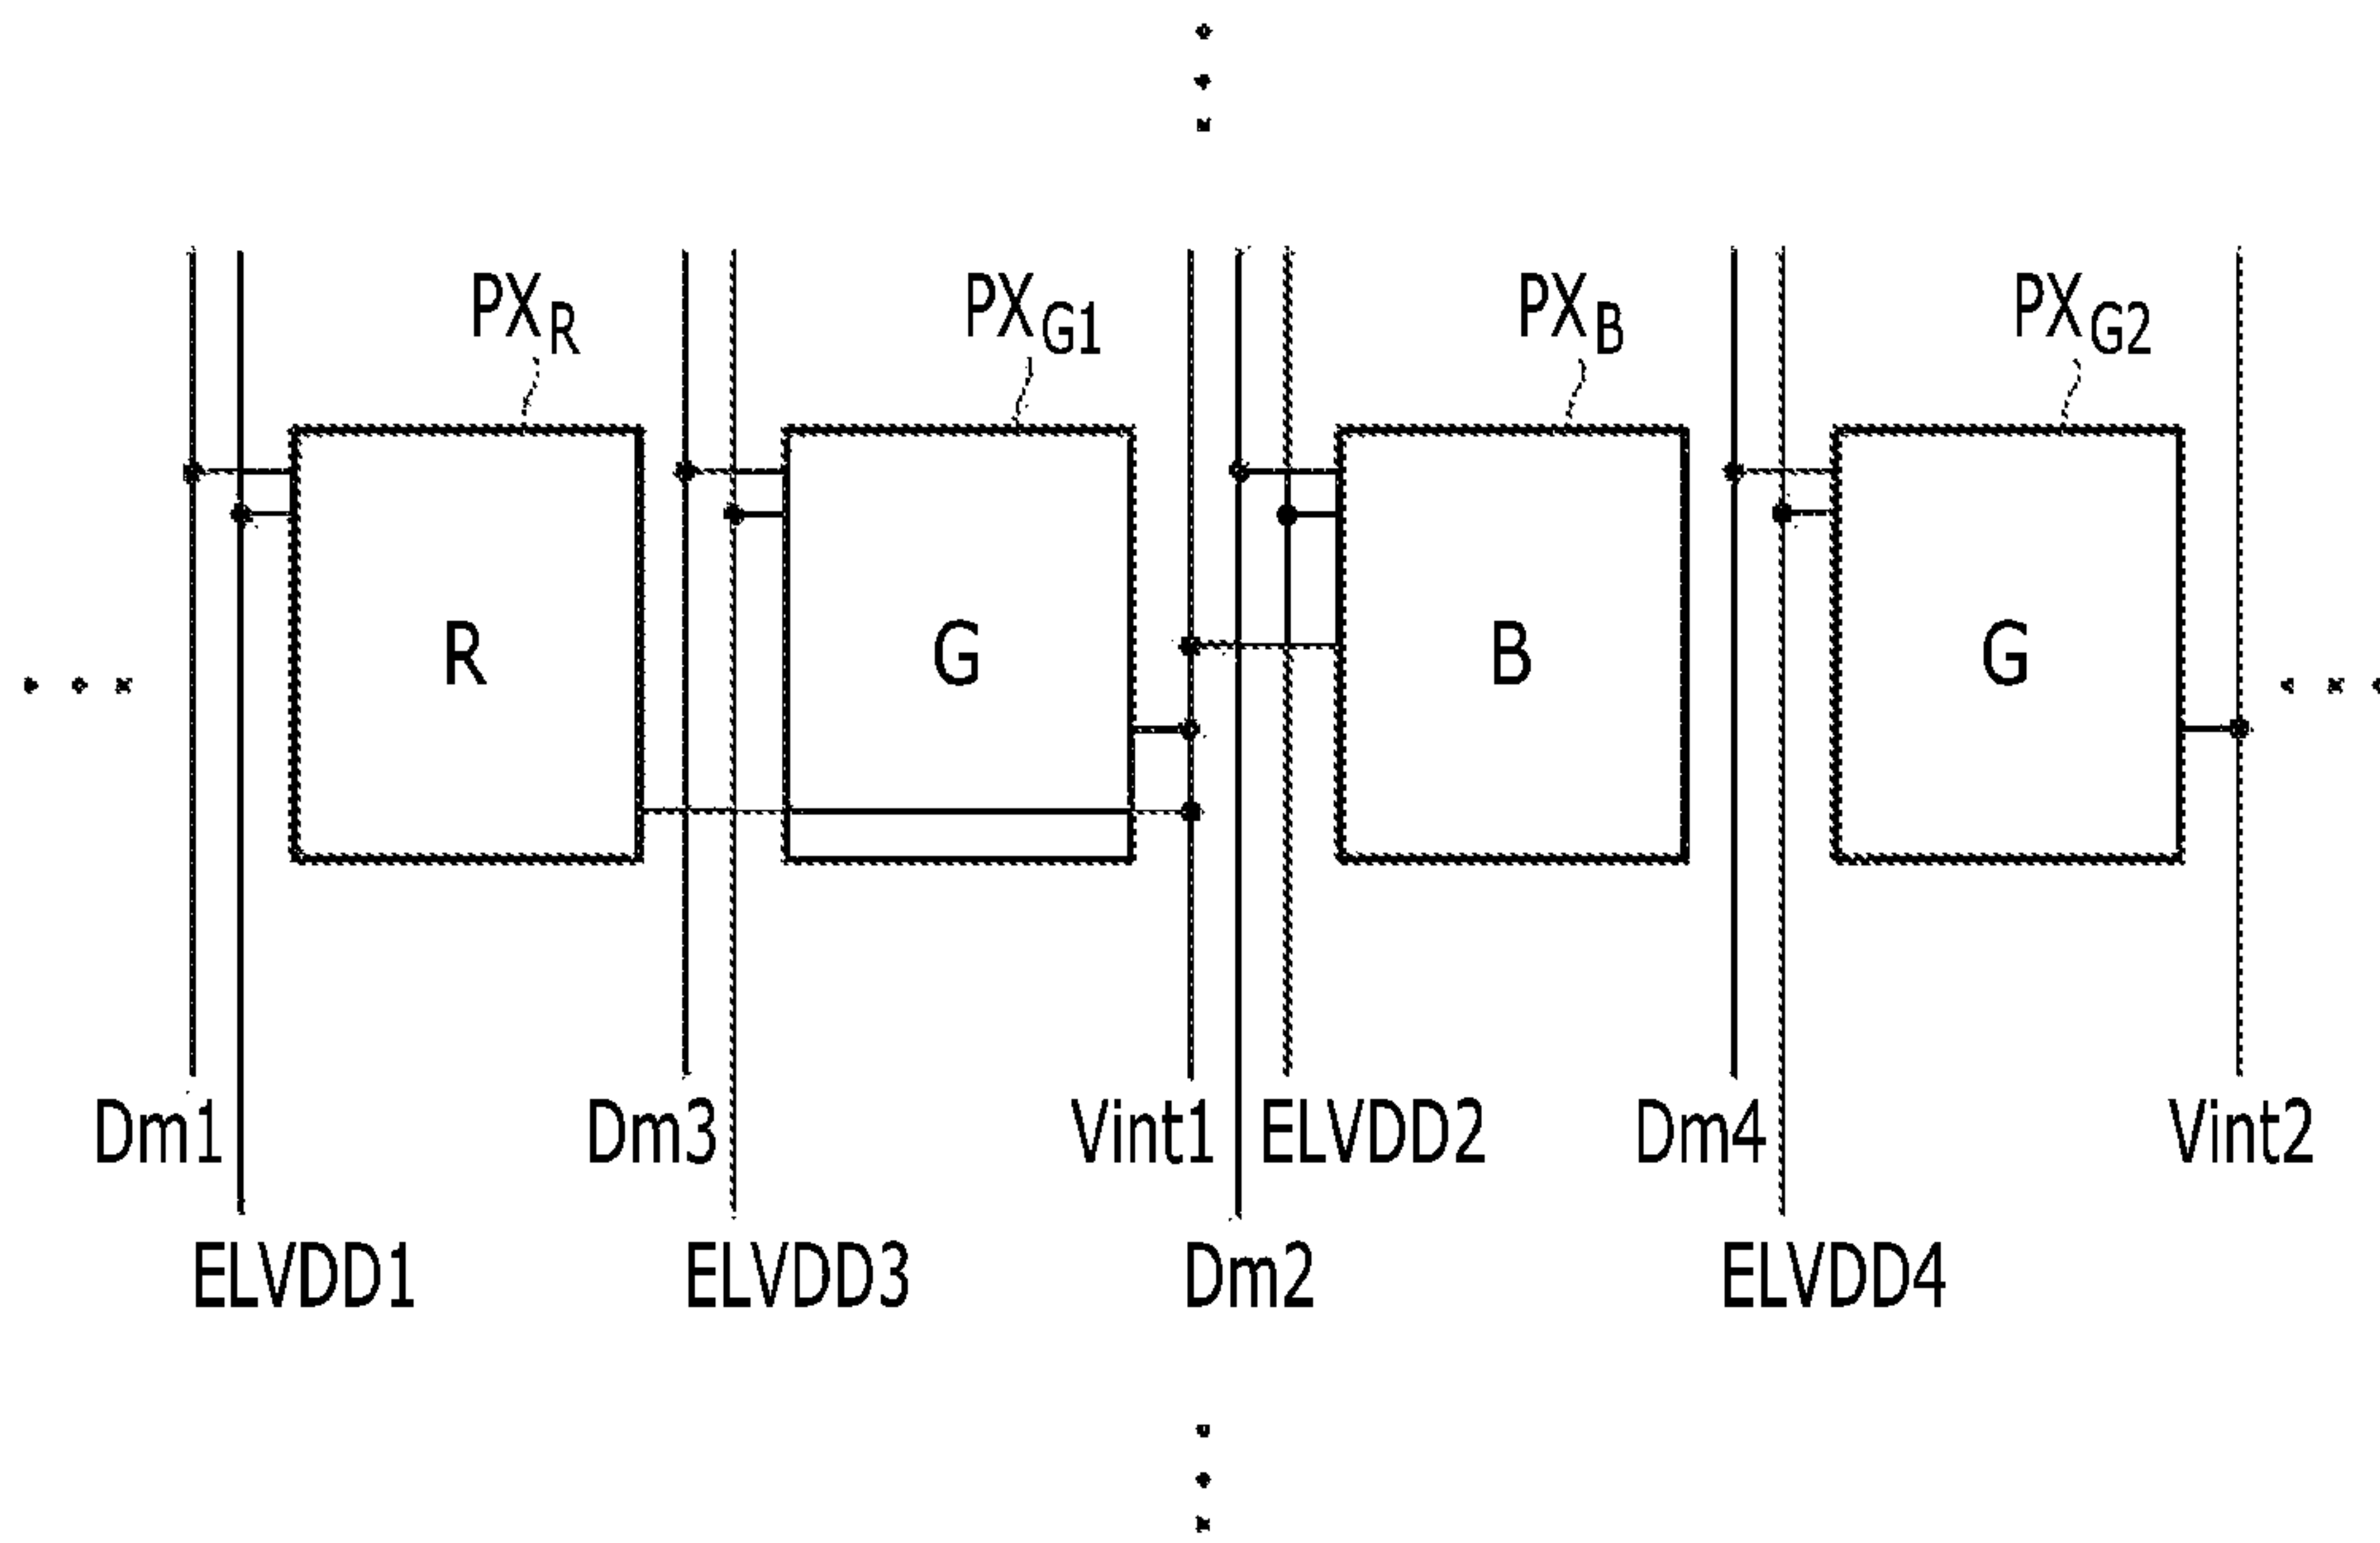 PXR PXG1 PXB PXG2
R G B G
Dm1 Dm3 Vint1 ELVDD2 Dm4 Vint2
ELVDD1 ELVDD3 Dm2 ELVDD4